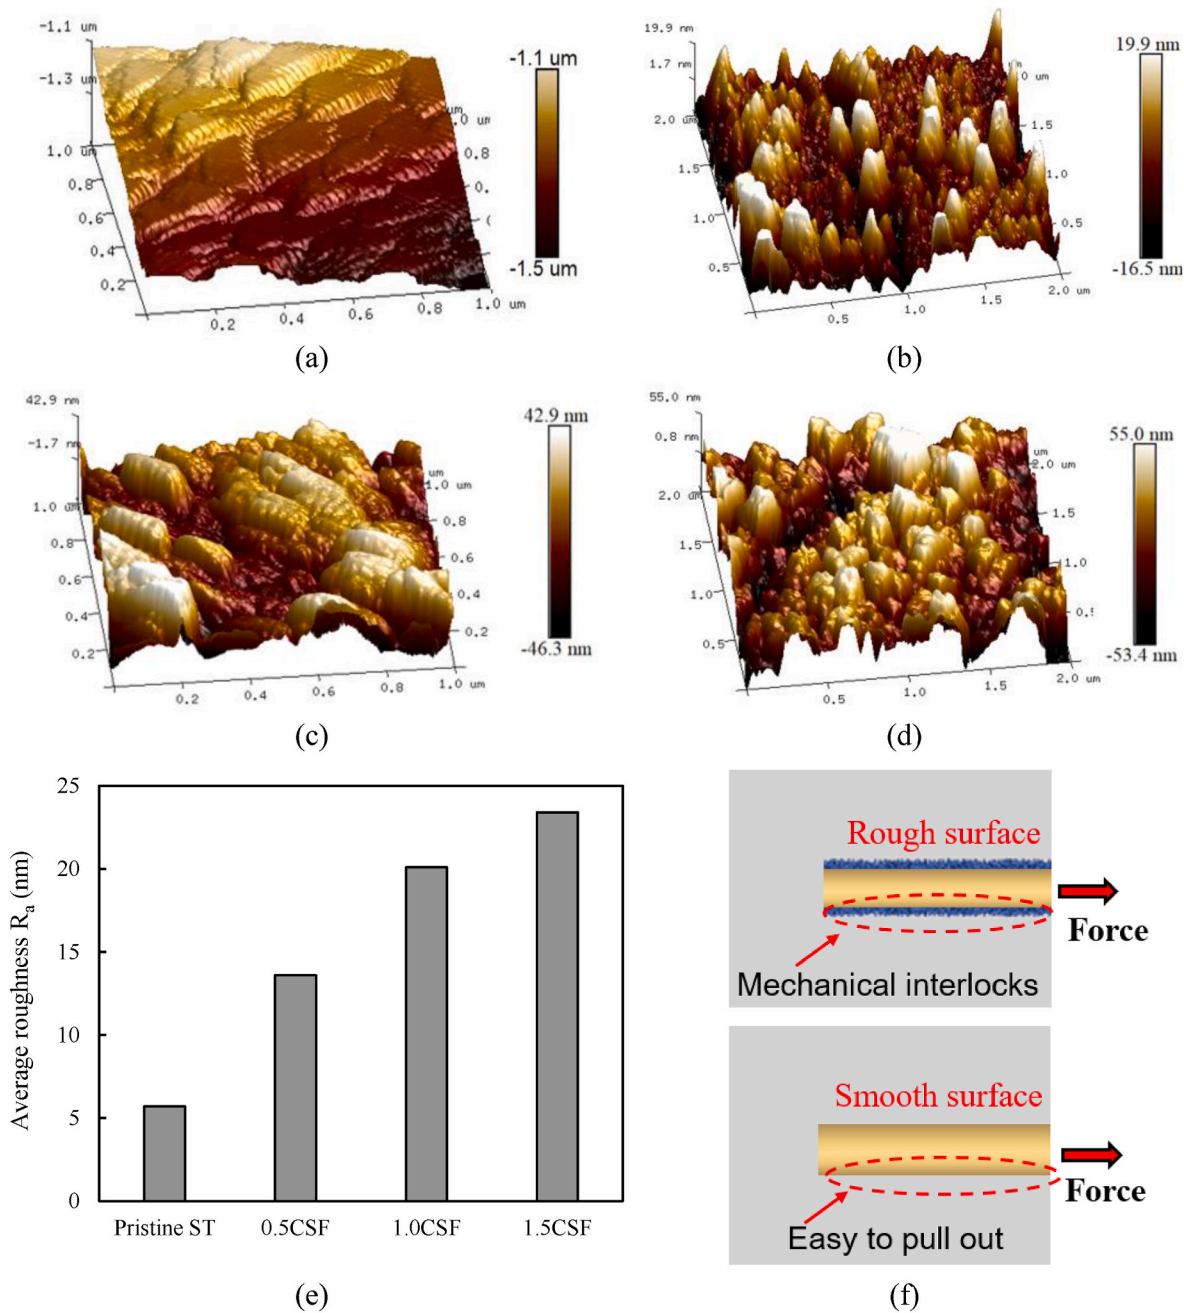 -1.1 um
-1.3 um
1.0 um
0.8
0.6
0.4
0.2
0.2
0.4
0.6
0.8
1.0 um
0.8
-1.1 um
-1.5 um
(a)
19.9 nm
1.7 nm
2.0 um
1.5
1.0
0.5
0.5
1.0
1.5
2.0 um
0.5
1.0
1.5
19.9 nm
-16.5 nm
(b)
42.9 nm
-1.7 nm
1.0 um
0.8
0.6
0.4
0.2
0.2
0.4
0.6
0.8
1.0 um
0.2
0.4
0.6
0.8
1.0 um
um
42.9 nm
-46.3 nm
(c)
55.0 nm
0.8 nm
2.0 um
1.5
1.0
0.5
0.5
1.0
1.5
2.0 um
1.0
1.5
2.0 um
um
55.0 nm
-53.4 nm
(d)
25
20
15
10
5
0
Average roughness Ra (nm)
Pristine ST
0.5CSF
1.0CSF
1.5CSF
(e)
Rough surface
Force
Mechanical interlocks
Smooth surface
Force
Easy to pull out
(f)